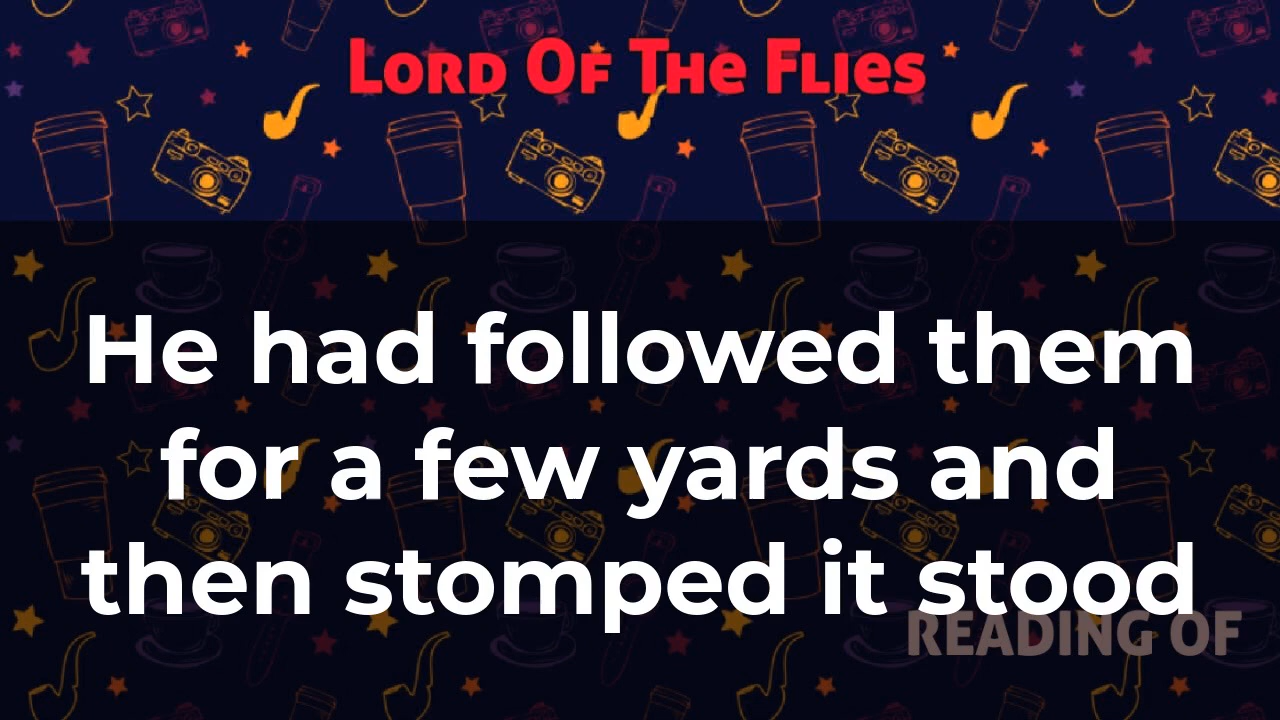 Lord Of The Flies
He had followed them
for a few yards and
then stomped it stood
READING OF